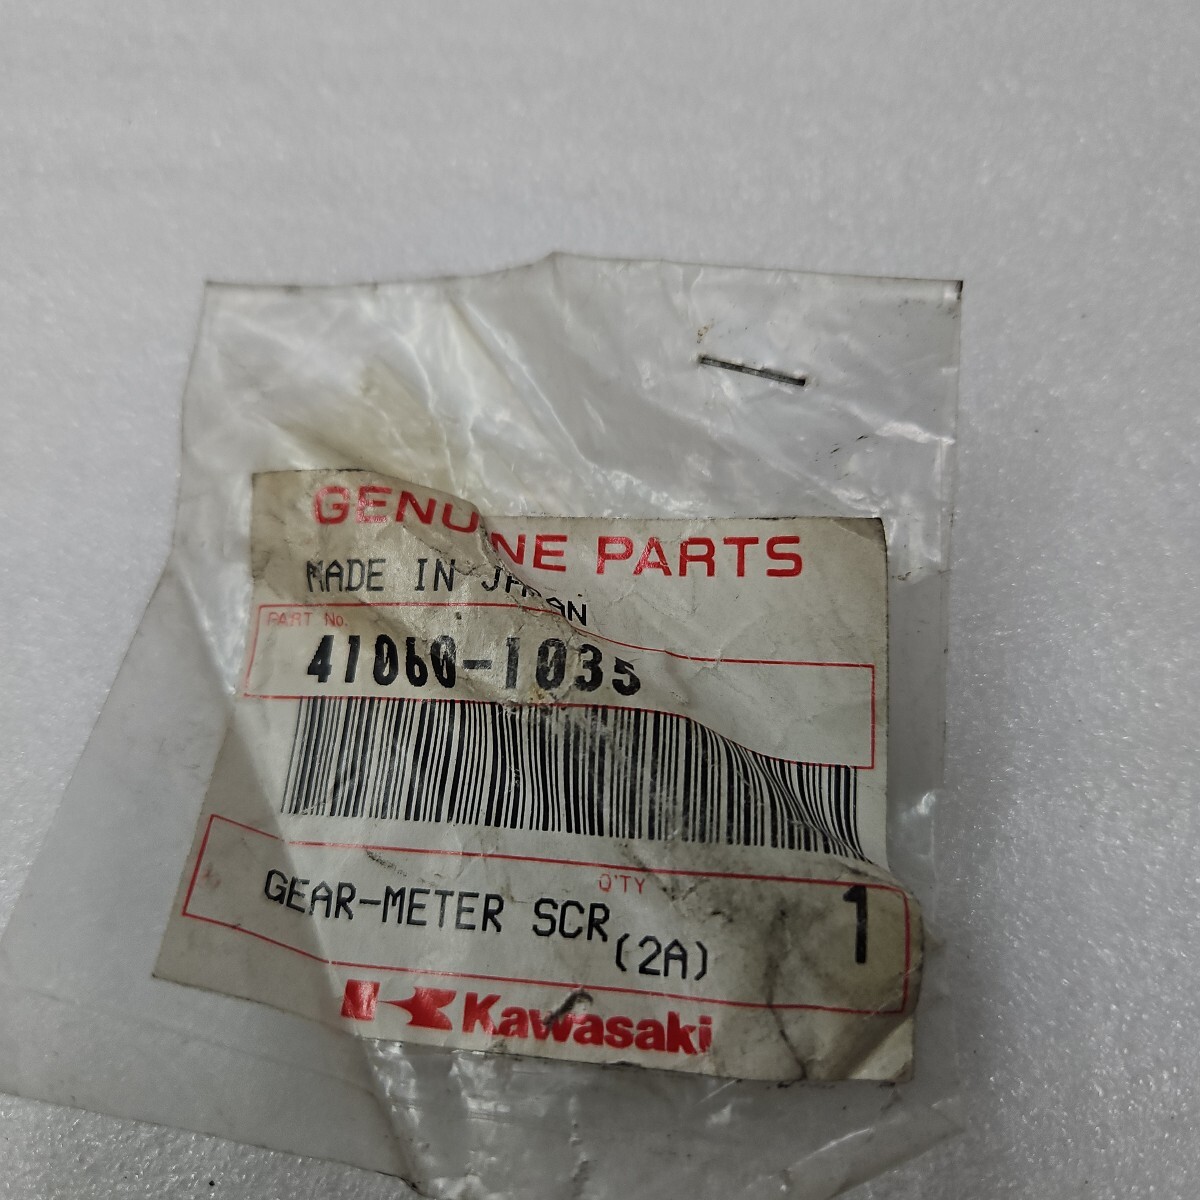 GENUINE PARTS
MADE IN JAPAN
PART No.
41060-1035
Q'TY
GEAR-METER SCR(2A) 1
Kawasaki